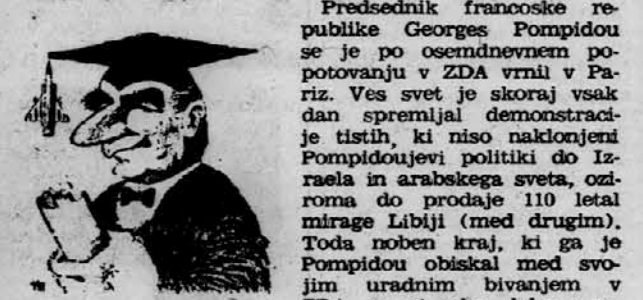 Predsednik francoske re-
publike Georges Pompidou
se je po osemdnevnem po-
potovanju v ZDA vrnil v Pa-
riz. Ves svet je skoraj vsak
dan spremljal demonstraci-
je tistih, ki niso naklonjeni
Pompidoujevi politiki do Iz-
raela in arabskega sveta, ozi-
roma do prodaje 110 letal
mirage Libiji (med drugim).
Toda noben kraj, ki ga je
Pompidou obiskal med svo-
jim uradnim bivanjem v